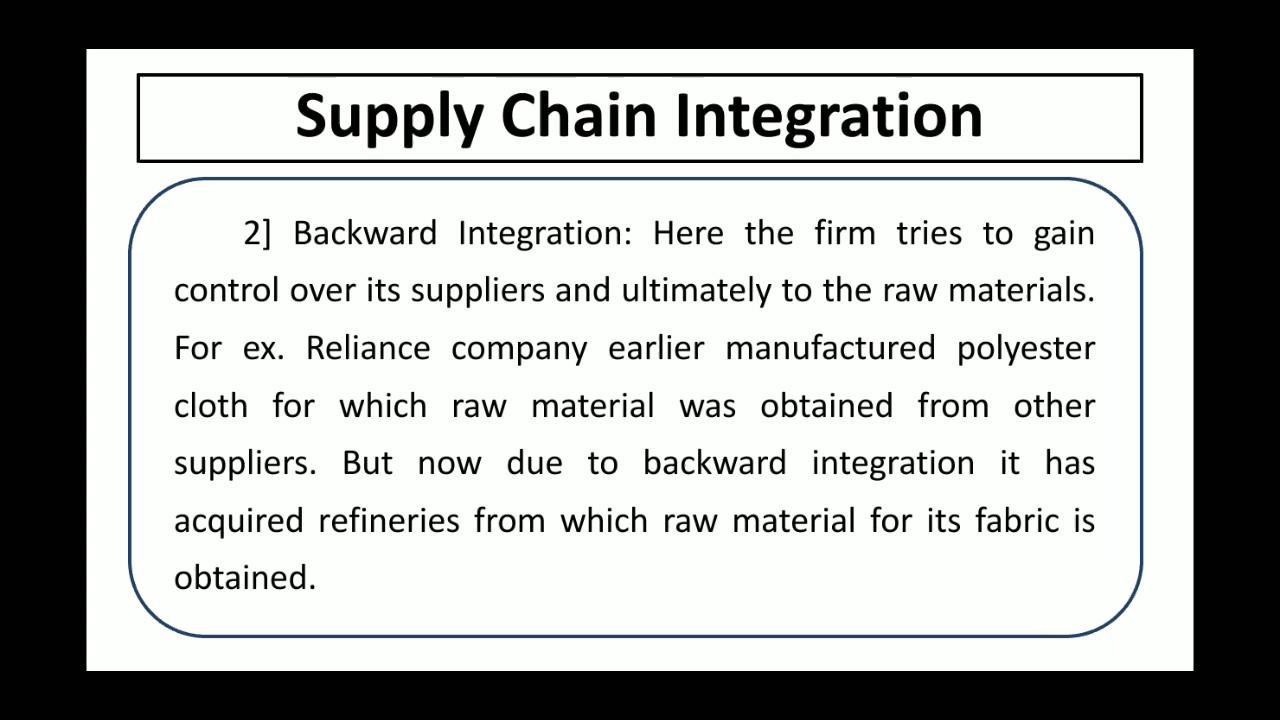 Supply Chain Integration
2] Backward Integration: Here the firm tries to gain
control over its suppliers and ultimately to the raw materials.
For ex. Reliance company earlier manufactured polyester
cloth for which raw material was obtained from other
suppliers. But now due to backward integration it has
acquired refineries from which raw material for its fabric is
obtained.